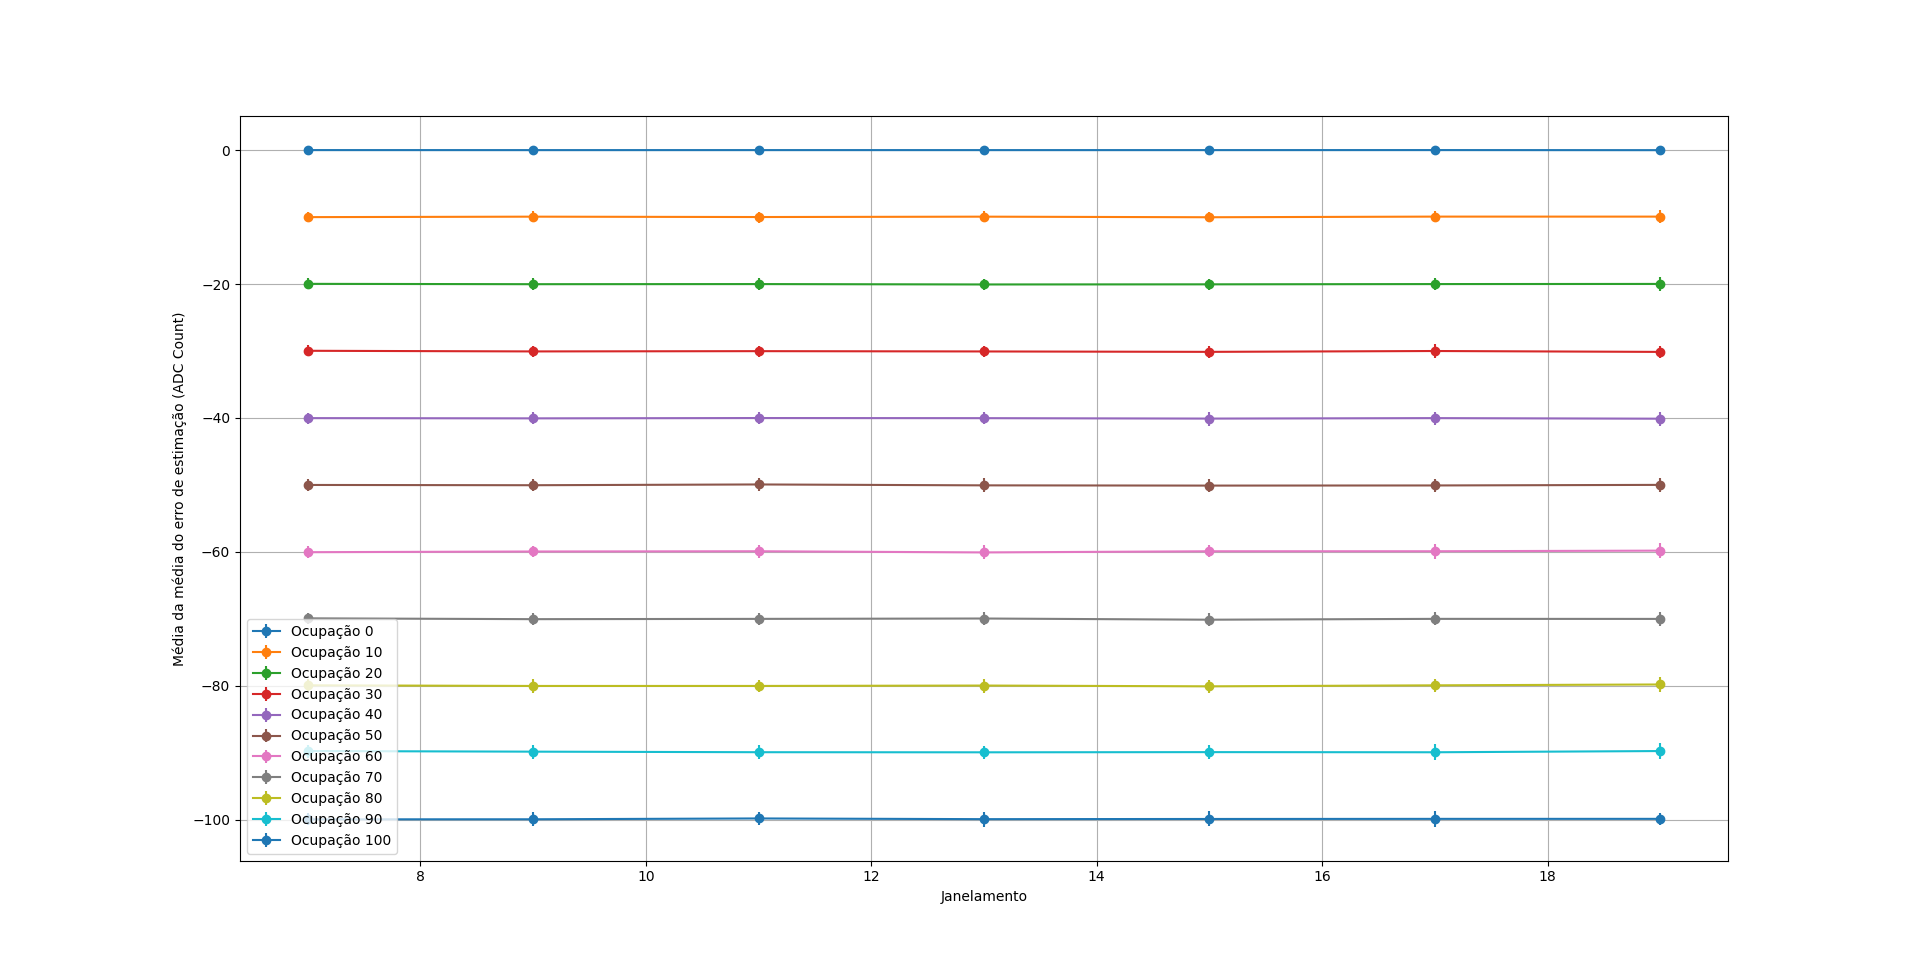 Média da média do erro de estimação (ADC Count)
0
−20
−40
−60
−80
−100
Ocupação 0
Ocupação 10
Ocupação 20
Ocupação 30
Ocupação 40
Ocupação 50
Ocupação 60
Ocupação 70
Ocupação 80
Ocupação 90
Ocupação 100
8 10 12 14 16 18
Janelamento